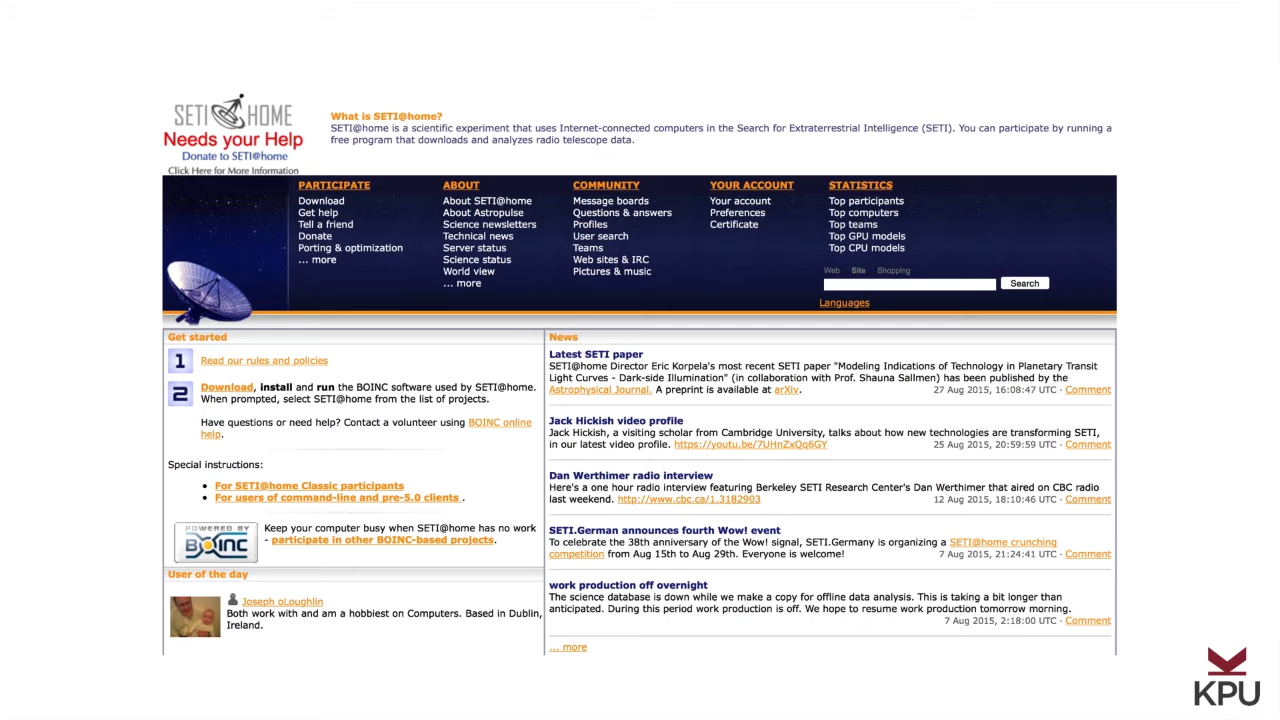 SETI@HOME
Needs your Help
Donate to SETI@home
Click Here for More Information
What is SETI@home?
SETI@home is a scientific experiment that uses Internet-connected computers in the Search for Extraterrestrial Intelligence (SETI). You can participate by running a
free program that downloads and analyzes radio telescope data.
PARTICIPATE
Download
Get help
Tell a friend
Donate
Porting & optimization
... more
ABOUT
About SETI@home
About Astropulse
Science newsletters
Technical news
Server status
Science status
World view
... more
COMMUNITY
Message boards
Questions & answers
Profiles
User search
Teams
Web sites & IRC
Pictures & music
YOUR ACCOUNT
Your account
Preferences
Certificate
STATISTICS
Top participants
Top computers
Top teams
Top GPU models
Top CPU models
Web Site Shopping
Search
Languages
Get started
1 Read our rules and policies
2 Download, install and run the BOINC software used by SETI@home.
When prompted, select SETI@home from the list of projects.
Have questions or need help? Contact a volunteer using BOINC online
help.
Special instructions:
• For SETI@home Classic participants
• For users of command-line and pre-5.0 clients .
POWERED BY
BOINC
Keep your computer busy when SETI@home has no work
- participate in other BOINC-based projects.
User of the day
Joseph oLoughlin
Both work with and am a hobbiest on Computers. Based in Dublin,
Ireland.
News
Latest SETI paper
SETI@home Director Eric Korpela's most recent SETI paper "Modeling Indications of Technology in Planetary Transit
Light Curves - Dark-side Illumination" (in collaboration with Prof. Shauna Sallmen) has been published by the
Astrophysical Journal. A preprint is available at arXiv. 27 Aug 2015, 16:08:47 UTC · Comment
Jack Hickish video profile
Jack Hickish, a visiting scholar from Cambridge University, talks about how new technologies are transforming SETI,
in our latest video profile. https://youtu.be/7UHnZxQq6GY 25 Aug 2015, 20:59:59 UTC · Comment
Dan Werthimer radio interview
Here's a one hour radio interview featuring Berkeley SETI Research Center's Dan Werthimer that aired on CBC radio
last weekend. http://www.cbc.ca/1.3182903 12 Aug 2015, 18:10:46 UTC · Comment
SETI.German announces fourth Wow! event
To celebrate the 38th anniversary of the Wow! signal, SETI.Germany is organizing a SETI@home crunching
competition from Aug 15th to Aug 29th. Everyone is welcome! 7 Aug 2015, 21:24:41 UTC · Comment
work production off overnight
The science database is down while we make a copy for offline data analysis. This is taking a bit longer than
anticipated. During this period work production is off. We hope to resume work production tomorrow morning.
7 Aug 2015, 2:18:00 UTC · Comment
... more
KPU